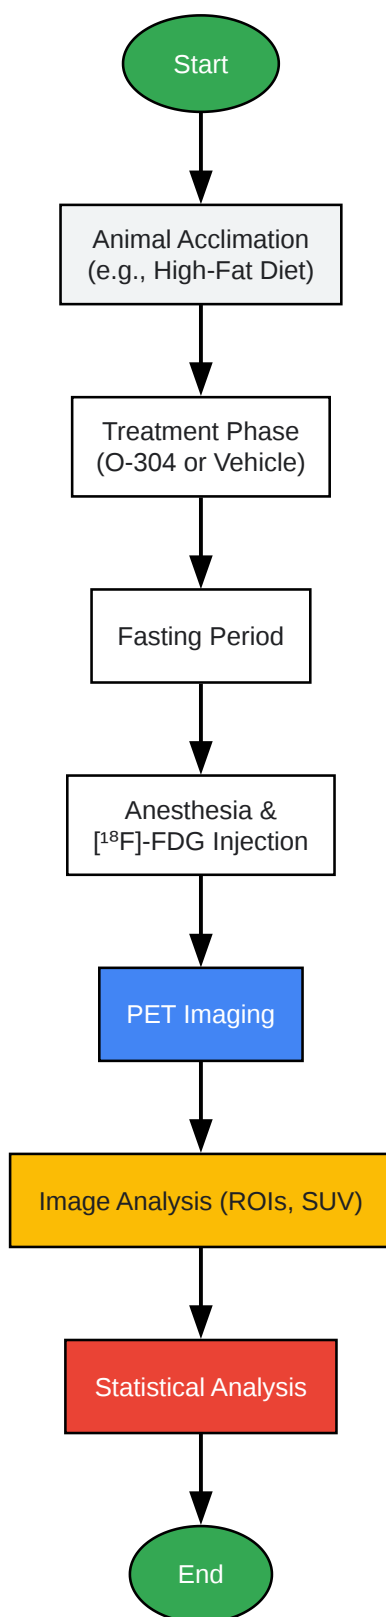 Start
Animal Acclimation
(e.g., High-Fat Diet)
Treatment Phase
(O-304 or Vehicle)
Fasting Period
Anesthesia &
[¹⁸F]-FDG Injection
PET Imaging
Image Analysis (ROIs, SUV)
Statistical Analysis
End